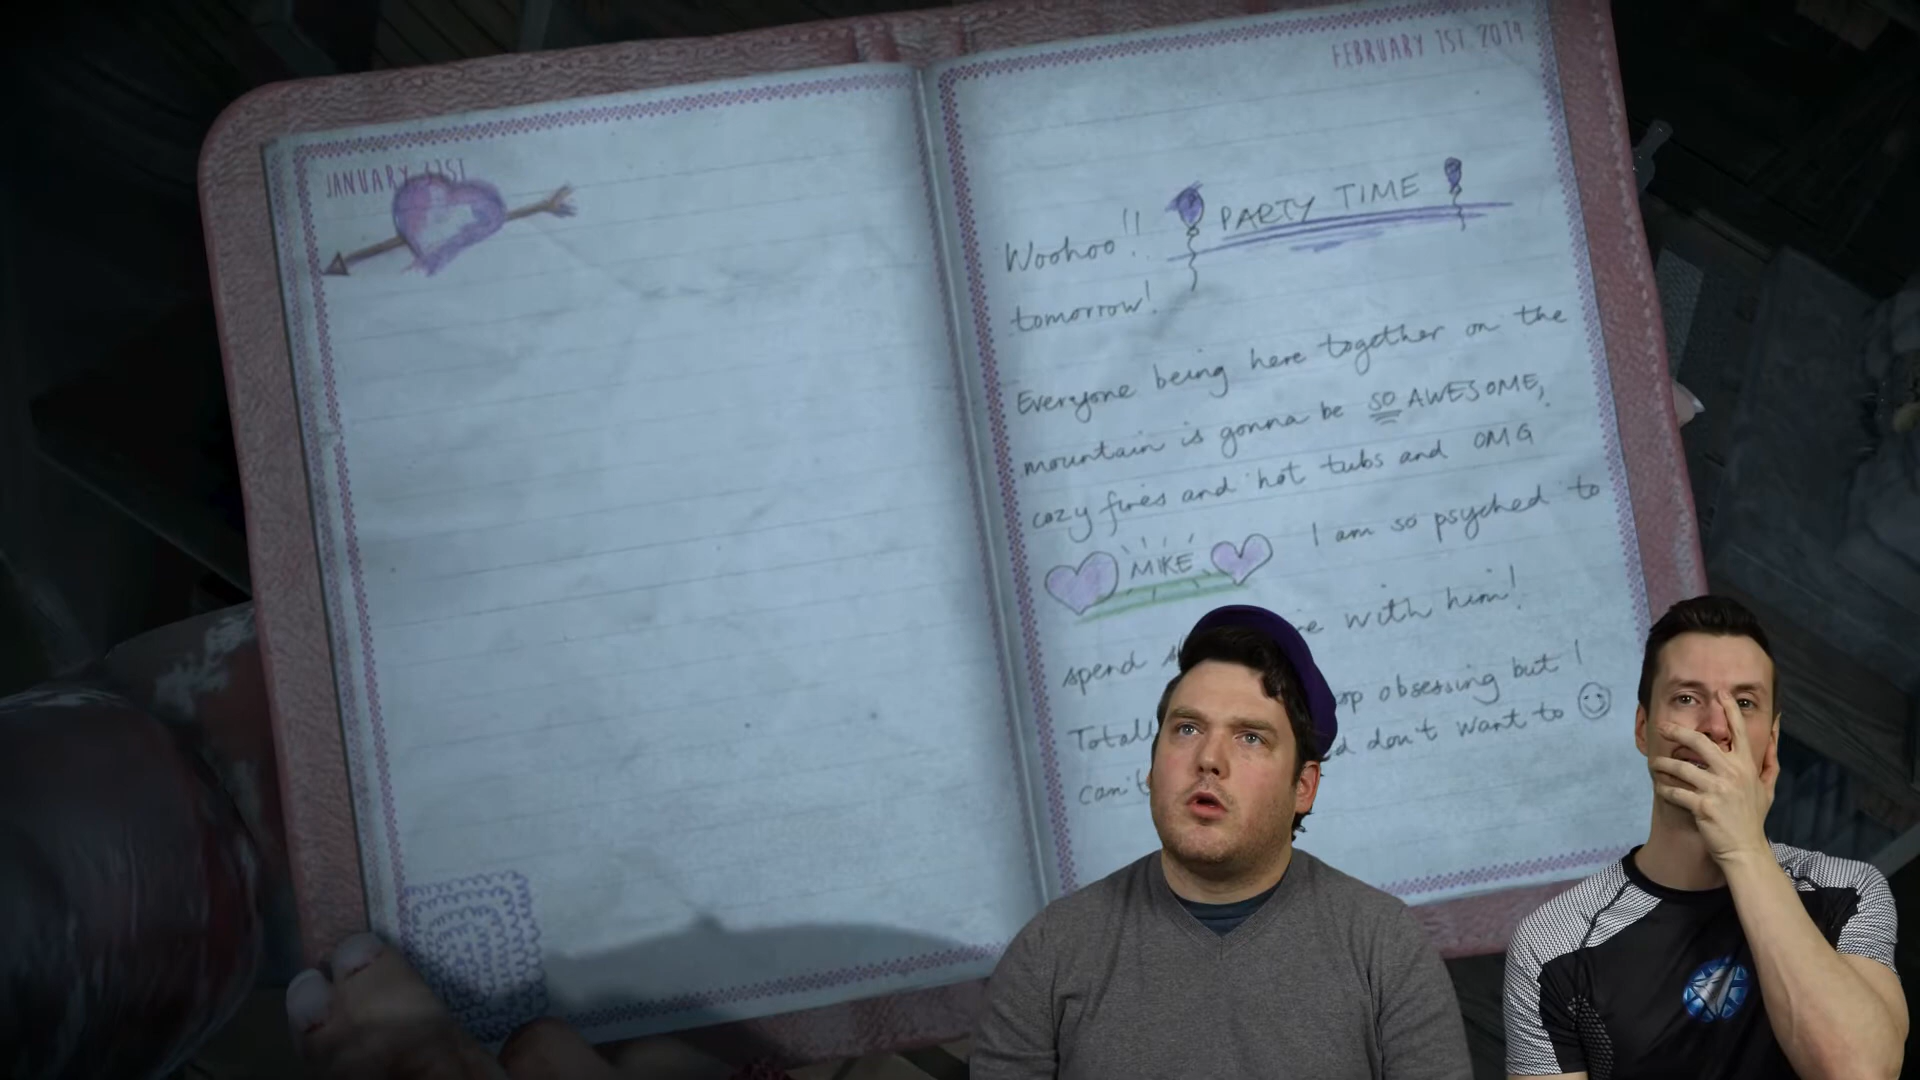 JANUARY 31ST
FEBRUARY 1ST 2014
Woohoo!! PARTY TIME
tomorrow!
Everyone being here together on the
mountain is gonna be SO AWESOME,
cozy fires and hot tubs and OMG
MIKE I am so psyched to
spend with him!
obsessing but I
can't don't want to